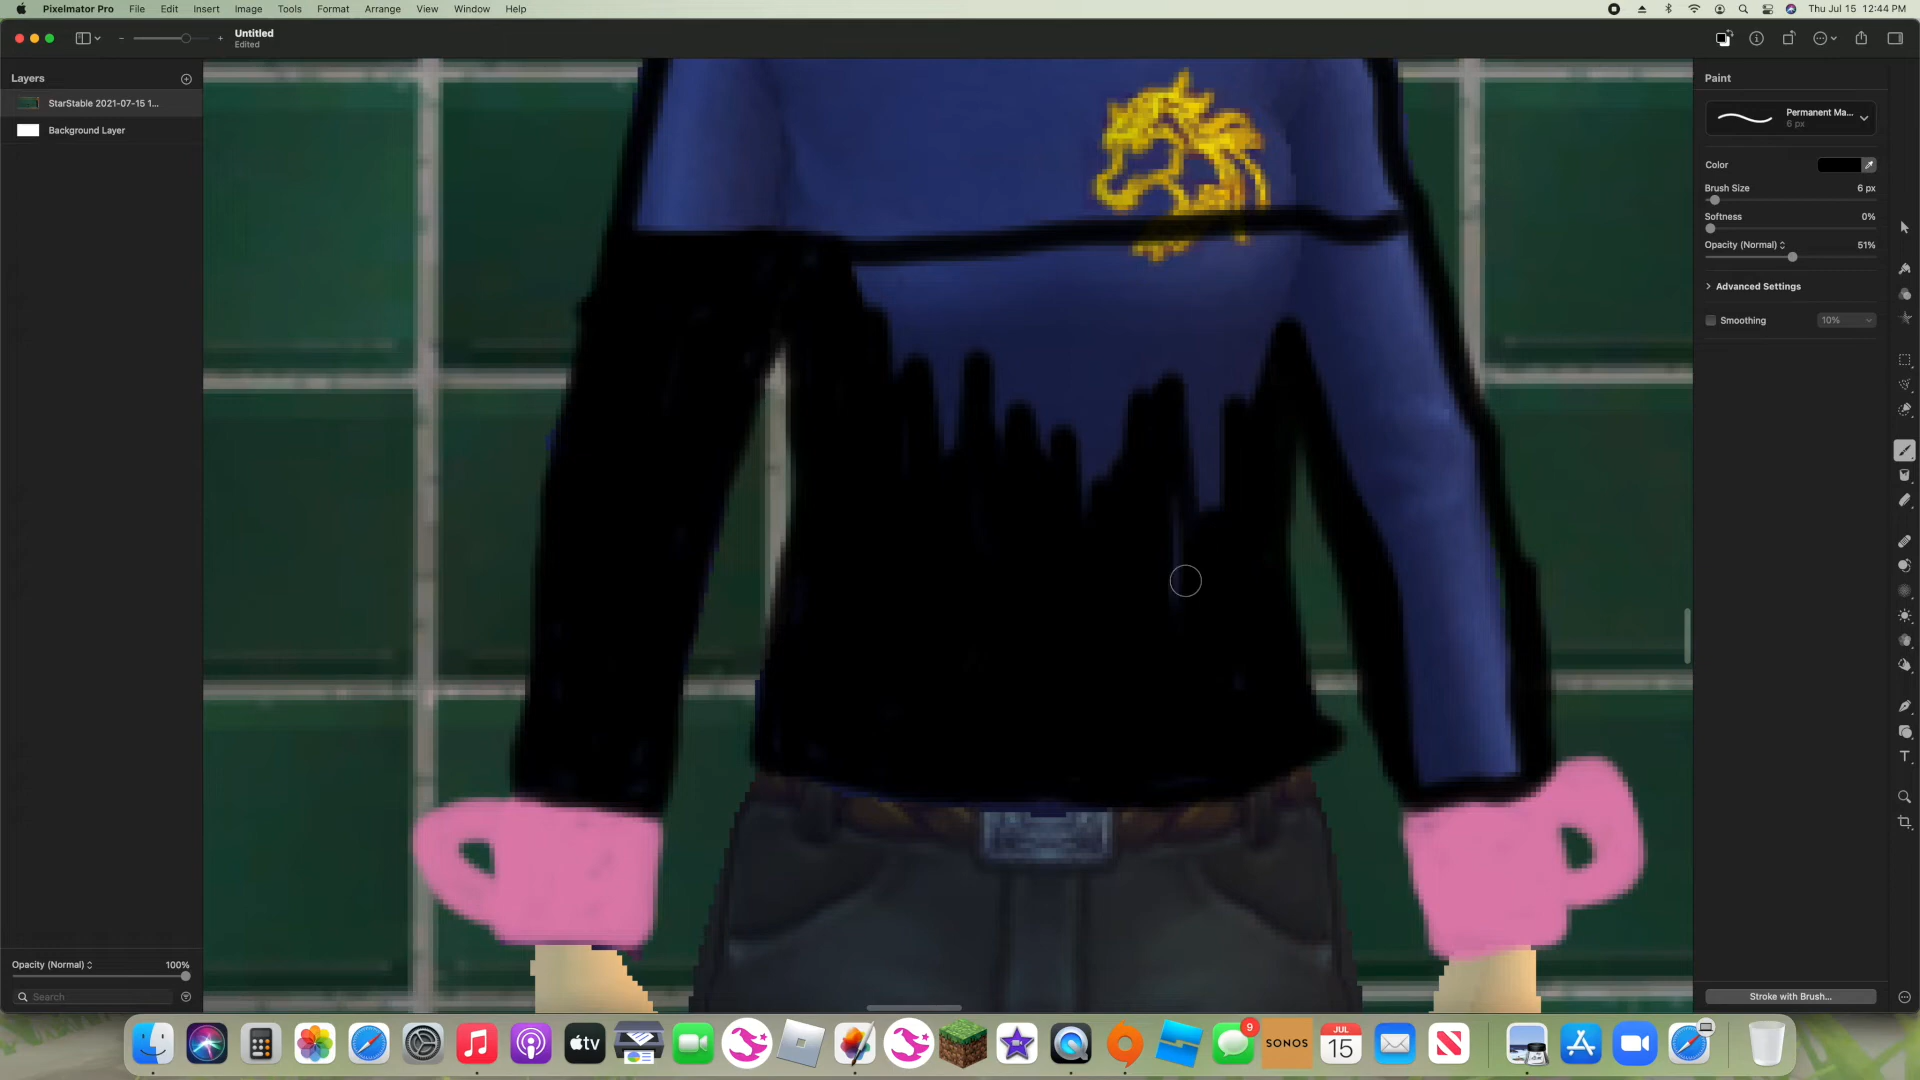 Pixelmator Pro File Edit Insert Image Tools Format Arrange View Window Help Thu Jul 15 12:44 PM
Untitled
Edited
Layers
StarStable 2021-07-15 1...
Background Layer
Paint
Permanent Ma...
6 px
Color
Brush Size 6 px
Softness 0%
Opacity (Normal) 51%
Advanced Settings
Smoothing 10%
Opacity (Normal) 100%
Search
Stroke with Brush...
tv
9
SONOS
JUL
15